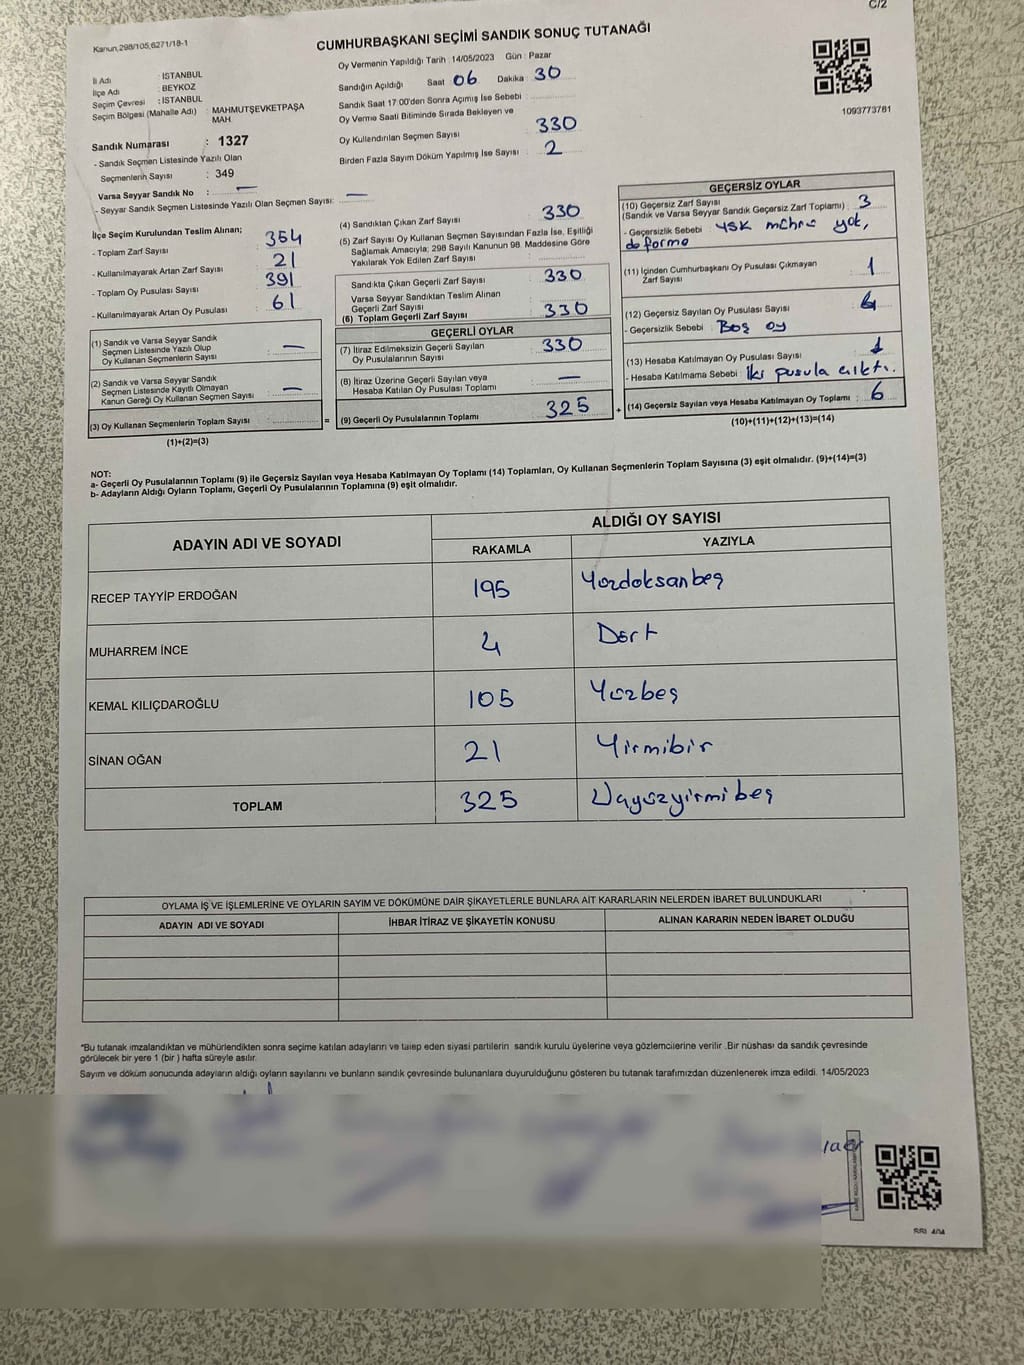 C/2
Kanun,298/105,6271/18-1
CUMHURBAŞKANI SEÇİMİ SANDIK SONUÇ TUTANAĞI
İl Adı : İSTANBUL
İlçe Adı : BEYKOZ
Seçim Çevresi : İSTANBUL
Seçim Bölgesi (Mahalle Adı) : MAHMUTŞEVKETPAŞA MAH.
Sandık Numarası : 1327
- Sandık Seçmen Listesinde Yazılı Olan
Seçmenlerin Sayısı : 349
Varsa Seyyar Sandık No : —
- Seyyar Sandık Seçmen Listesinde Yazılı Olan Seçmen Sayısı: —
Oy Vermenin Yapıldığı Tarih : 14/05/2023 Gün : Pazar
Sandığın Açıldığı Saat 06 Dakika : 30
Sandık Saat 17:00'den Sonra Açımış İse Sebebi :
Oy Verme Saati Bitiminde Sırada Bekleyen ve
Oy Kullandırılan Seçmen Sayısı 330
Birden Fazla Sayım Döküm Yapılmış İse Sayısı : 2
1093773781
İlçe Seçim Kurulundan Teslim Alınan;
- Toplam Zarf Sayısı : 354
- Kullanılmayarak Artan Zarf Sayısı : 21
- Toplam Oy Pusulası Sayısı : 391
- Kullanılmayarak Artan Oy Pusulası : 61
(1) Sandık ve Varsa Seyyar Sandık
Seçmen Listesinde Yazılı Olup
Oy Kullanan Seçmenlerin Sayısı : —
(2) Sandık ve Varsa Seyyar Sandık
Seçmen Listesinde Kayıtlı Olmayan
Kanun Gereği Oy Kullanan Seçmen Sayısı : —
(3) Oy Kullanan Seçmenlerin Toplam Sayısı :
(1)+(2)=(3)
(4) Sandıktan Çıkan Zarf Sayısı : 330
(5) Zarf Sayısı Oy Kullanan Seçmen Sayısından Fazla İse, Eşitliği
Sağlamak Amacıyla; 298 Sayılı Kanunun 98. Maddesine Göre
Yakılarak Yok Edilen Zarf Sayısı :
Sandıkta Çıkan Geçerli Zarf Sayısı : 330
Varsa Seyyar Sandıktan Teslim Alınan
Geçerli Zarf Sayısı :
(6) Toplam Geçerli Zarf Sayısı : 330
GEÇERLİ OYLAR
(7) İtiraz Edilmeksizin Geçerli Sayılan
Oy Pusulalarının Sayısı : 330
(8) İtiraz Üzerine Geçerli Sayılan veya
Hesaba Katılan Oy Pusulası Toplamı : —
= (9) Geçerli Oy Pusulalarının Toplamı : 325
GEÇERSİZ OYLAR
(10) Geçersiz Zarf Sayısı
(Sandık ve Varsa Seyyar Sandık Geçersiz Zarf Toplamı) : 3
- Geçersizlik Sebebi : YSK mührü yok,
deforme
(11) İçinden Cumhurbaşkanı Oy Pusulası Çıkmayan
Zarf Sayısı : 1
(12) Geçersiz Sayılan Oy Pusulası Sayısı :
- Geçersizlik Sebebi : Boş oy
(13) Hesaba Katılmayan Oy Pusulası Sayısı : 1
- Hesaba Katılmama Sebebi : İki pusula çıktı.
+ (14) Geçersiz Sayılan veya Hesaba Katılmayan Oy Toplamı : 6
(10)+(11)+(12)+(13)=(14)
NOT:
a- Geçerli Oy Pusulalarının Toplamı (9) ile Geçersiz Sayılan veya Hesaba Katılmayan Oy Toplamı (14) Toplamları, Oy Kullanan Seçmenlerin Toplam Sayısına (3) eşit olmalıdır. (9)+(14)=(3)
b- Adayların Aldığı Oyların Toplamı, Geçerli Oy Pusulalarının Toplamına (9) eşit olmalıdır.
ADAYIN ADI VE SOYADI
ALDIĞI OY SAYISI
RAKAMLA YAZIYLA
RECEP TAYYİP ERDOĞAN 195 Yüzdoksanbeş
MUHARREM İNCE 4 Dört
KEMAL KILIÇDAROĞLU 105 Yüzbeş
SİNAN OĞAN 21 Yirmibir
TOPLAM 325 Üçyüzyirmibeş
OYLAMA İŞ VE İŞLEMLERİNE VE OYLARIN SAYIM VE DÖKÜMÜNE DAİR ŞİKAYETLERLE BUNLARA AİT KARARLARIN NELERDEN İBARET BULUNDUKLARI
ADAYIN ADI VE SOYADI İHBAR İTİRAZ VE ŞİKAYETİN KONUSU ALINAN KARARIN NEDEN İBARET OLDUĞU
*Bu tutanak imzalandıktan ve mühürlendikten sonra seçime katılan adayların ve talep eden siyasi partilerin sandık kurulu üyelerine veya gözlemcilerine verilir .Bir nüshası da sandık çevresinde
görülecek bir yere 1 (bir ) hafta süreyle asılır.
Sayım ve döküm sonucunda adayların aldığı oyların sayılarını ve bunların sandık çevresinde bulunanlara duyurulduğunu gösteren bu tutanak tarafımızdan düzenlenerek imza edildi. 14/05/2023